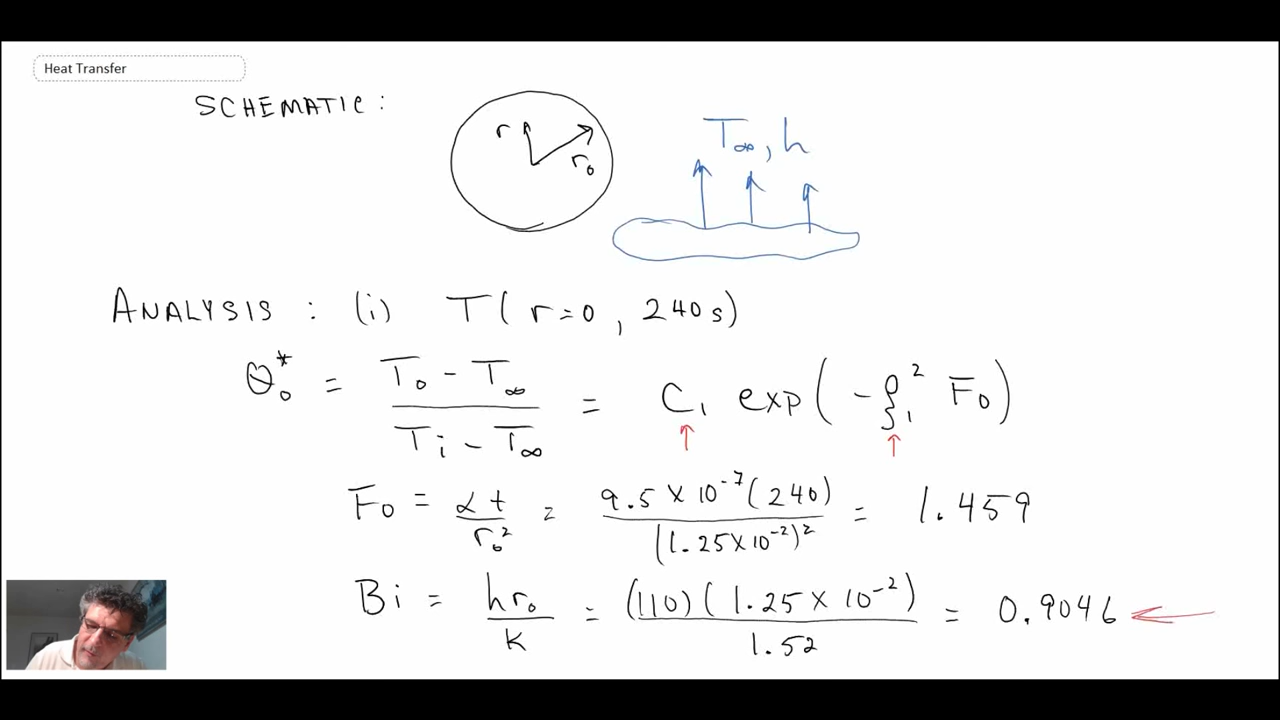 Heat Transfer
SCHEMATIC:
r r₀ T∞, h
ANALYSIS: (i) T(r=0, 240s)
θ₀* = (T₀ - T∞)/(Tᵢ - T∞) = C₁ exp(-ζ₁² Fo)
Fo = αt/r₀² = 9.5×10⁻⁷(240)/(1.25×10⁻²)² = 1.459
Bi = hr₀/k = (110)(1.25×10⁻²)/1.52 = 0.9046